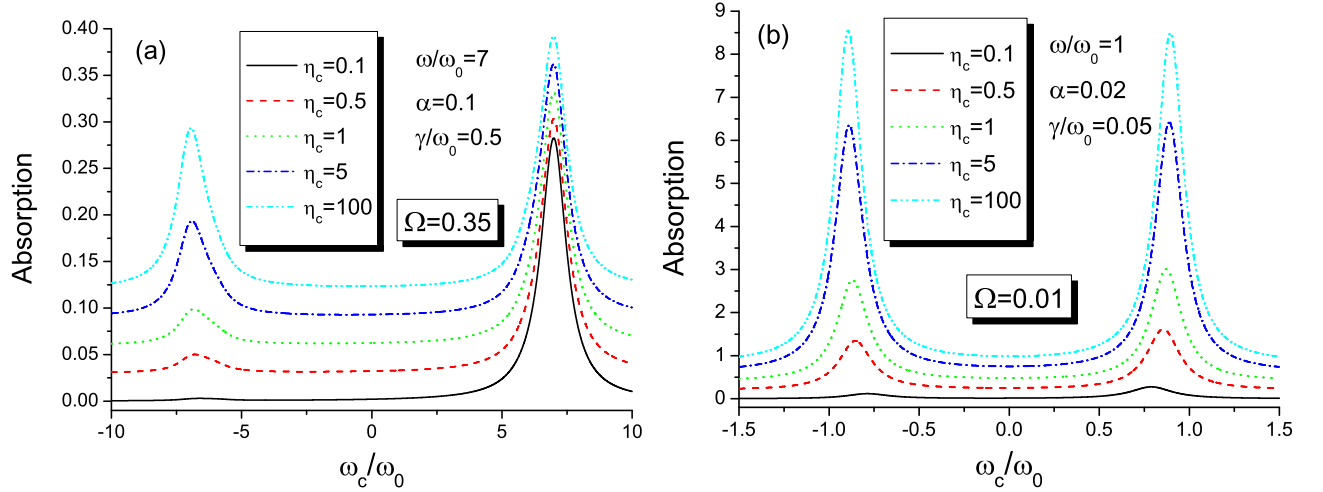 (a)
η_c=0.1
η_c=0.5
η_c=1
η_c=5
η_c=100
ω/ω_0=7
α=0.1
γ/ω_0=0.5
Ω=0.35
0.40
0.35
0.30
0.25
0.20
0.15
0.10
0.05
0.00
Absorption
-10
-5
0
5
10
ω_c/ω_0
(b)
η_c=0.1
η_c=0.5
η_c=1
η_c=5
η_c=100
ω/ω_0=1
α=0.02
γ/ω_0=0.05
Ω=0.01
9
8
7
6
5
4
3
2
1
0
Absorption
-1.5
-1.0
-0.5
0.0
0.5
1.0
1.5
ω_c/ω_0